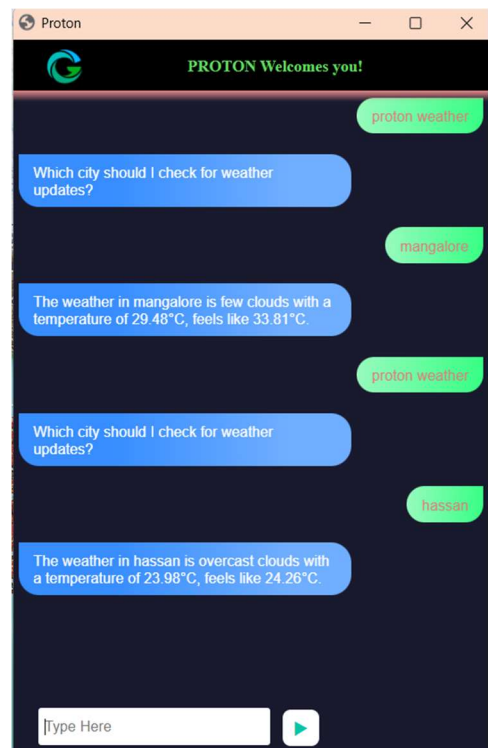 Proton
PROTON Welcomes you!
proton weather
Which city should I check for weather
updates?
mangalore
The weather in mangalore is few clouds with a
temperature of 29.48°C, feels like 33.81°C.
proton weather
Which city should I check for weather
updates?
hassan
The weather in hassan is overcast clouds with
a temperature of 23.98°C, feels like 24.26°C.
Type Here